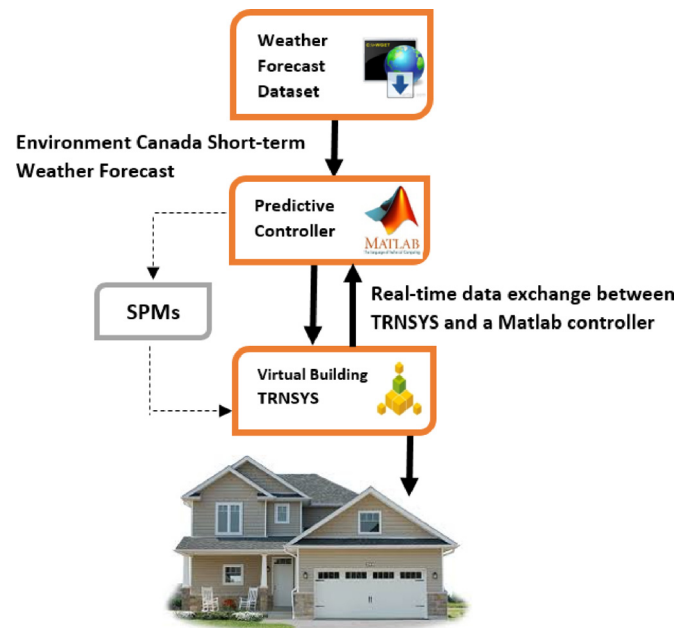 Weather
Forecast
Dataset
Environment Canada Short-term
Weather Forecast
Predictive
Controller
MATLAB
SPMs
Real-time data exchange between
TRNSYS and a Matlab controller
Virtual Building
TRNSYS